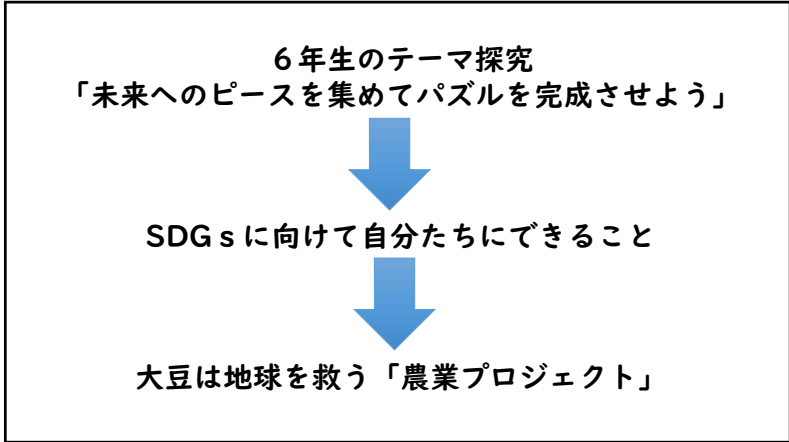 ６年生のテーマ探究
「未来へのピースを集めてパズルを完成させよう」
SDGｓに向けて自分たちにできること
大豆は地球を救う「農業プロジェクト」